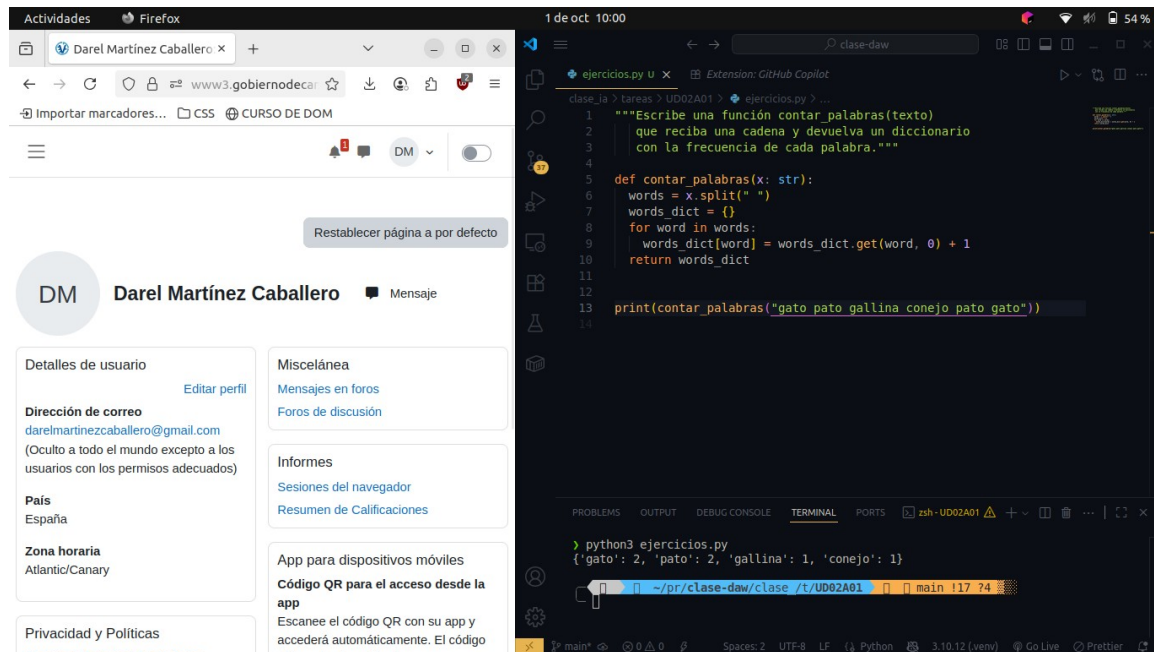 Actividades
Firefox
1 de oct 10:00
54 %
Darel Martínez Caballero
www3.gobiernodecar
Importar marcadores...
CSS
CURSO DE DOM
1
DM
Restablecer página a por defecto
DM
Darel Martínez Caballero
Mensaje
Detalles de usuario
Editar perfil
Dirección de correo
darelmartinezcaballero@gmail.com
(Oculto a todo el mundo excepto a los
usuarios con los permisos adecuados)
País
España
Zona horaria
Atlantic/Canary
Privacidad y Políticas
Miscelánea
Mensajes en foros
Foros de discusión
Informes
Sesiones del navegador
Resumen de Calificaciones
App para dispositivos móviles
Código QR para el acceso desde la
app
Escanee el código QR con su app y
accederá automáticamente. El código
clase-daw
37
ejercicios.py U
Extension: GitHub Copilot
clase_ia > tareas > UD02A01 > ejercicios.py > ...
1 """Escribe una función contar_palabras(texto)
2 que reciba una cadena y devuelva un diccionario
3 con la frecuencia de cada palabra."""
4
5 def contar_palabras(x: str):
6 words = x.split(" ")
7 words_dict = {}
8 for word in words:
9 words_dict[word] = words_dict.get(word, 0) + 1
10 return words_dict
11
12
13 print(contar_palabras("gato pato gallina conejo pato gato"))
14
PROBLEMS OUTPUT DEBUG CONSOLE TERMINAL PORTS zsh - UD02A01
❯ python3 ejercicios.py
{'gato': 2, 'pato': 2, 'gallina': 1, 'conejo': 1}
~/pr/clase-daw/clase_/t/UD02A01 main !17 ?4
main* 0 0 Spaces: 2 UTF-8 LF Python 3.10.12 (.venv) Go Live Prettier